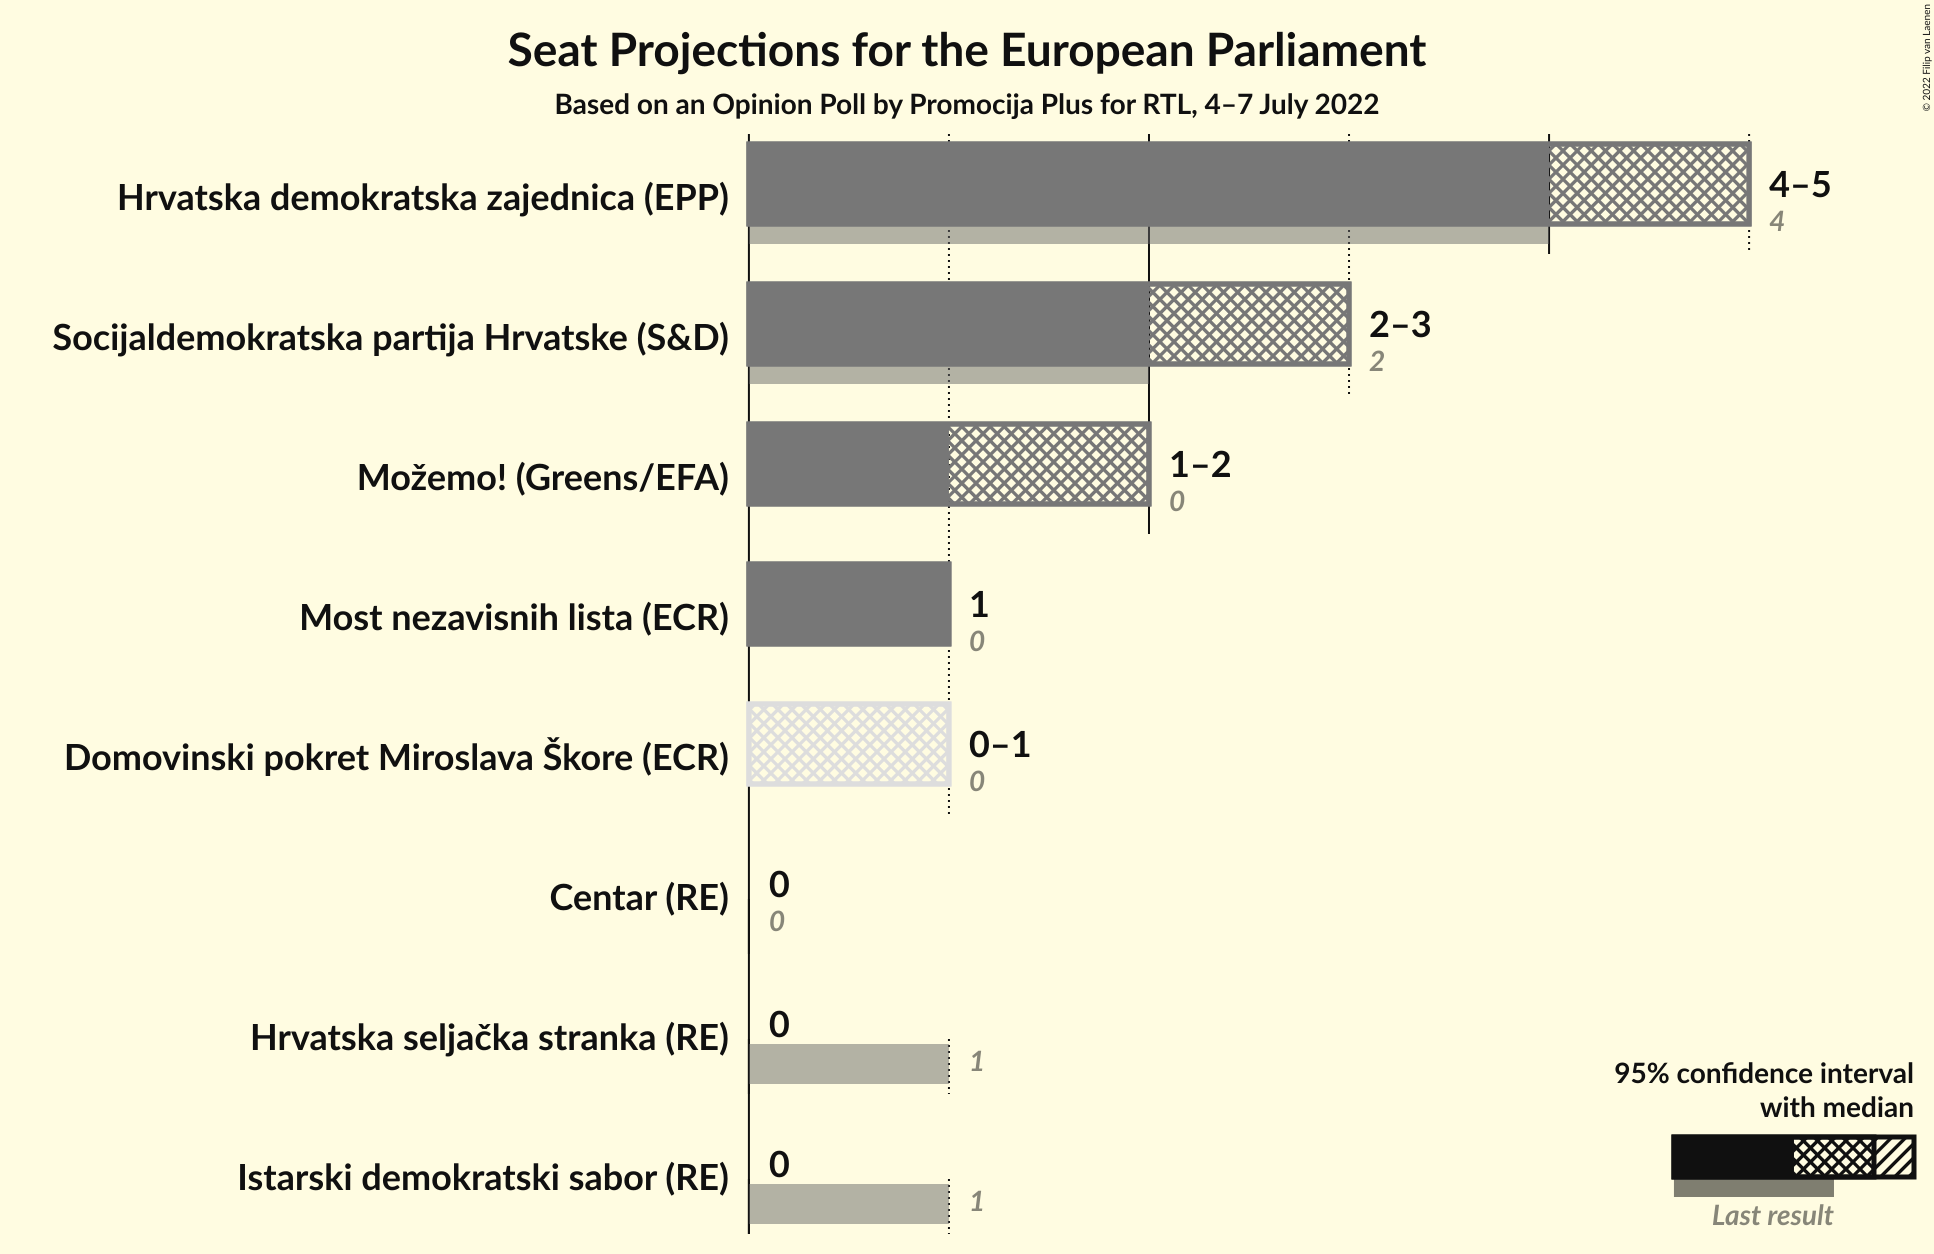 Seat Projections for the European Parliament
Based on an Opinion Poll by Promocija Plus for RTL, 4–7 July 2022
© 2022 Filip van Laenen
Hrvatska demokratska zajednica (EPP)
4–5
4
Socijaldemokratska partija Hrvatske (S&D)
2–3
2
Možemo! (Greens/EFA)
1–2
0
Most nezavisnih lista (ECR)
1
0
Domovinski pokret Miroslava Škore (ECR)
0–1
0
Centar (RE)
0
0
Hrvatska seljačka stranka (RE)
0
1
Istarski demokratski sabor (RE)
0
1
95% confidence interval
with median
Last result